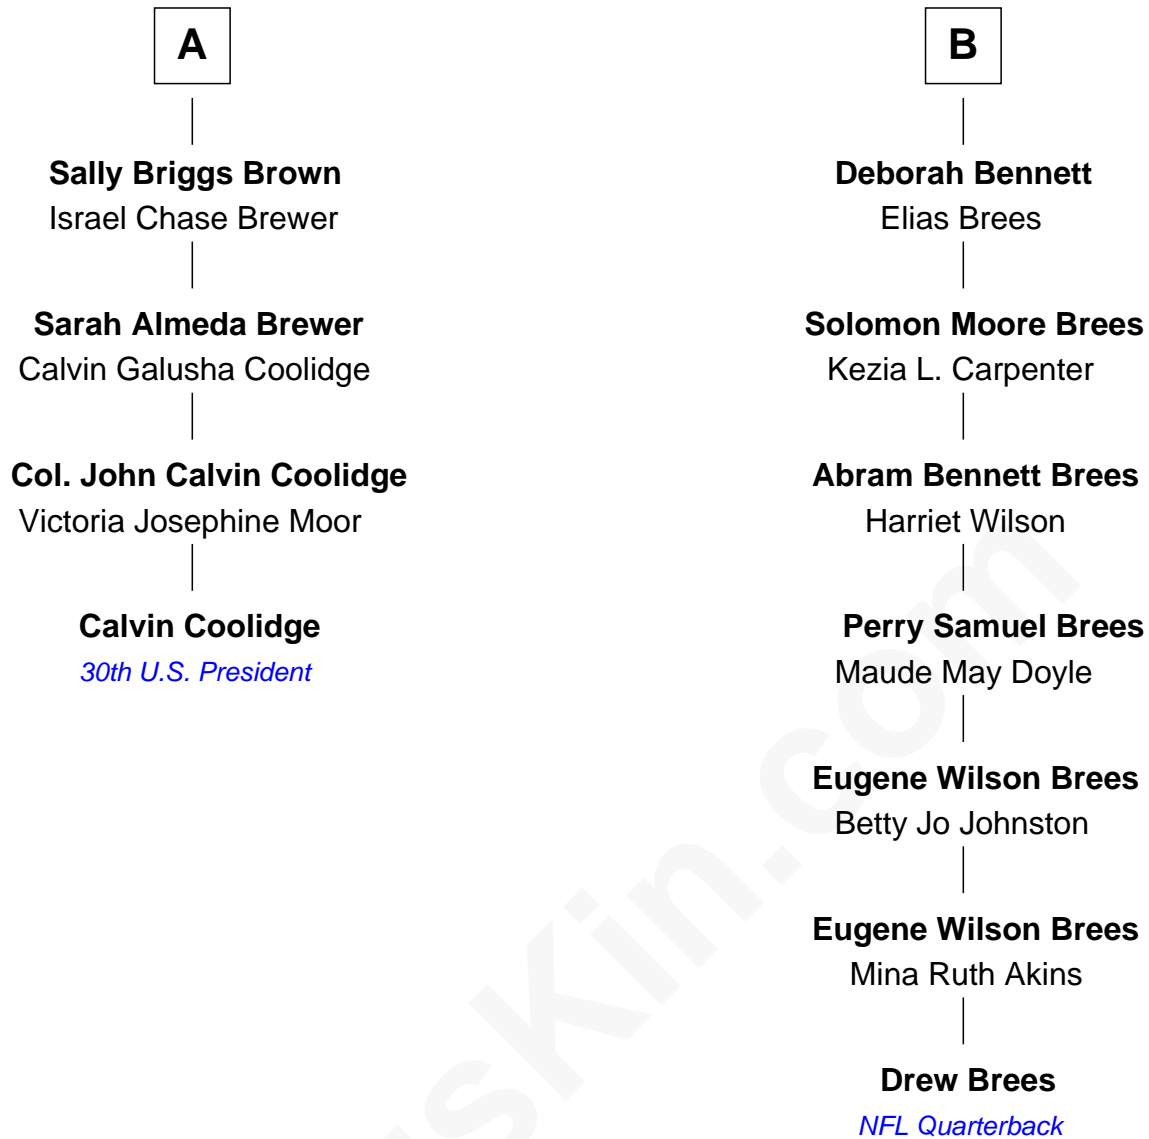 A
Sally Briggs Brown
Israel Chase Brewer
Sarah Almeda Brewer
Calvin Galusha Coolidge
Col. John Calvin Coolidge
Victoria Josephine Moor
Calvin Coolidge
30th U.S. President
B
Deborah Bennett
Elias Brees
Solomon Moore Brees
Kezia L. Carpenter
Abram Bennett Brees
Harriet Wilson
Perry Samuel Brees
Maude May Doyle
Eugene Wilson Brees
Betty Jo Johnston
Eugene Wilson Brees
Mina Ruth Akins
Drew Brees
NFL Quarterback
sKin.com